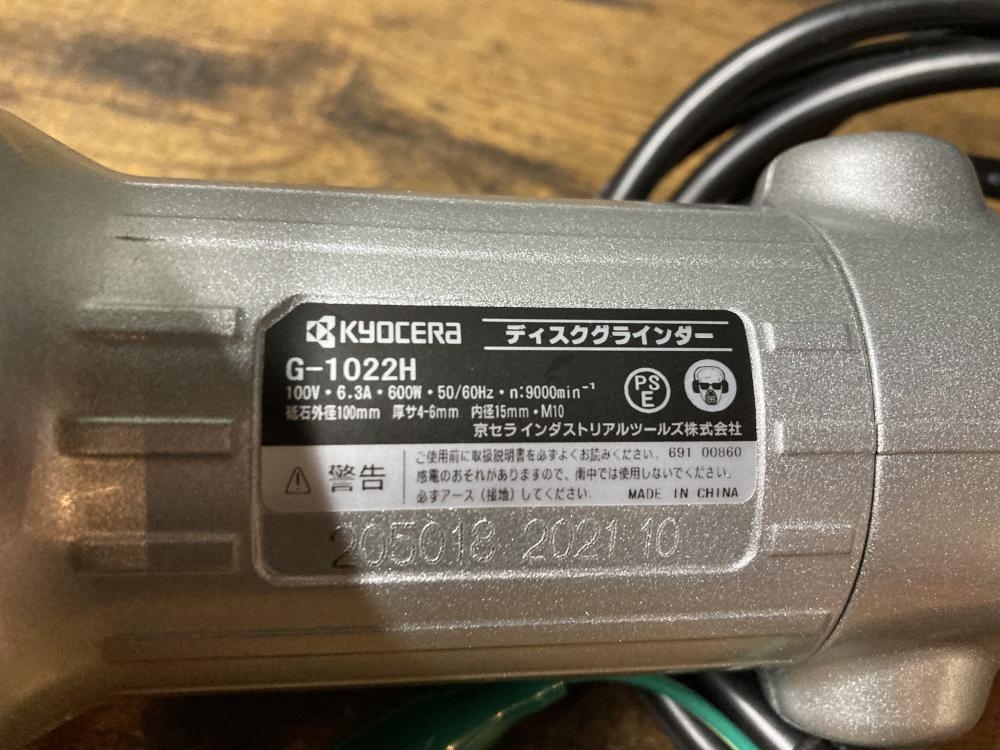 KYOCERA ディスクグラインダー
G-1022H
100V・6.3A・600W・50/60Hz・n:9000min⁻¹
PS
E
砥石外径100mm 厚サ4-6mm 内径15mm・M10
京セラ インダストリアルツールズ株式会社
警告
ご使用前に取扱説明書を必ずよくお読みください。 691 00860
感電のおそれがありますので、雨中では使用しないでください。
必ずアース（接地）してください。 MADE IN CHINA
205018 2021.10